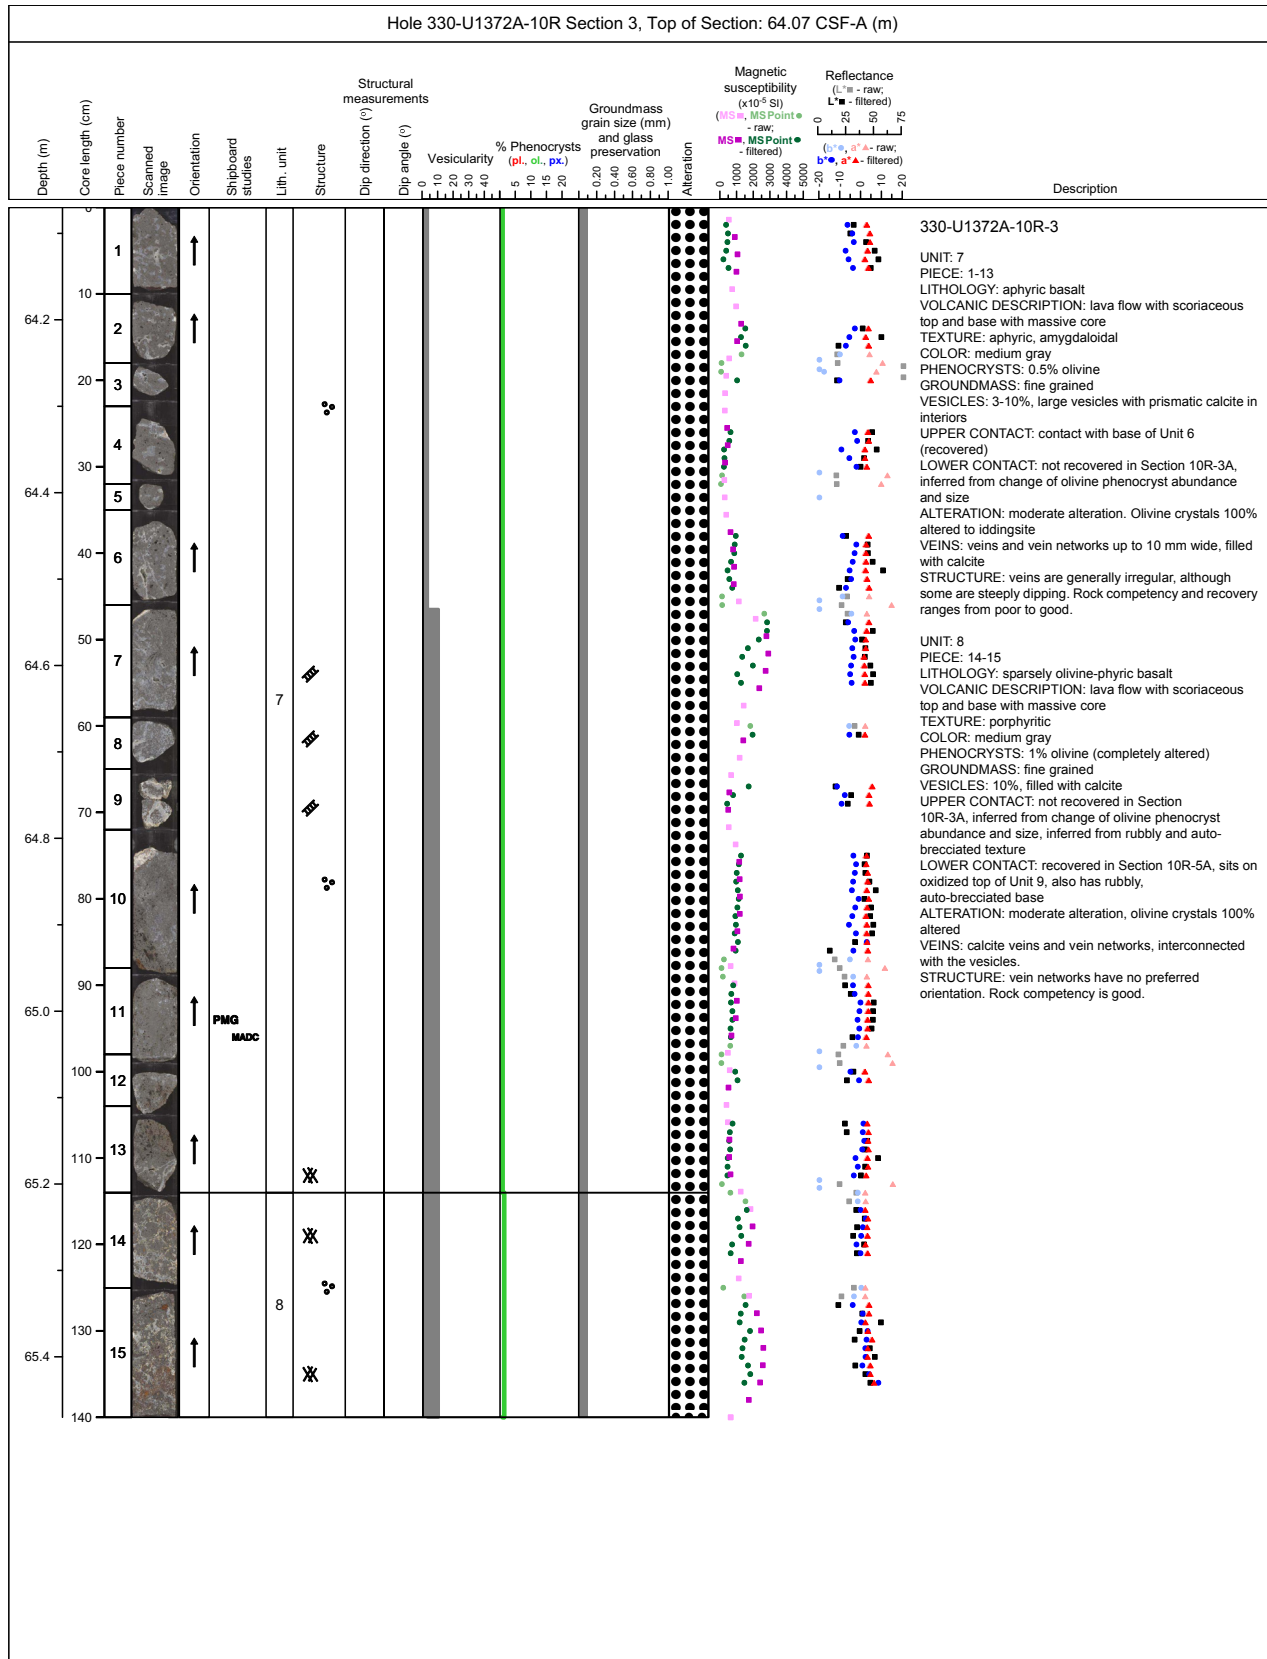 Hole 330-U1372A-10R Section 3, Top of Section: 64.07 CSF-A (m)
Depth (m)
Core length (cm)
Piece number
Scanned image
Orientation
Shipboard studies
Lith. unit
Structure
Structural measurements
Dip direction (°)
Dip angle (°)
Vesicularity
0 10 20 30 40
% Phenocrysts
(pl., ol., px.)
5 10 15 20
Groundmass
grain size (mm)
and glass
preservation
0.20 0.40 0.60 0.80 1.00
Alteration
Magnetic
susceptibility
(x10-5 SI)
(MS■, MSPoint●
- raw;
MS■, MSPoint●
- filtered)
0 1000 2000 3000 4000 5000
Reflectance
(L*■ - raw;
L*■ - filtered)
0 25 50 75
(b*●, a*▲- raw;
b*●, a*▲- filtered)
-20 -10 0 10 20
Description
0
10
20
30
40
50
60
70
80
90
100
110
120
130
140
64.2
64.4
64.6
64.8
65.0
65.2
65.4
1
2
3
4
5
6
7
8
9
10
11
12
13
14
15
PMG
MADC
7
8
330-U1372A-10R-3
UNIT: 7
PIECE: 1-13
LITHOLOGY: aphyric basalt
VOLCANIC DESCRIPTION: lava flow with scoriaceous
top and base with massive core
TEXTURE: aphyric, amygdaloidal
COLOR: medium gray
PHENOCRYSTS: 0.5% olivine
GROUNDMASS: fine grained
VESICLES: 3-10%, large vesicles with prismatic calcite in
interiors
UPPER CONTACT: contact with base of Unit 6
(recovered)
LOWER CONTACT: not recovered in Section 10R-3A,
inferred from change of olivine phenocryst abundance
and size
ALTERATION: moderate alteration. Olivine crystals 100%
altered to iddingsite
VEINS: veins and vein networks up to 10 mm wide, filled
with calcite
STRUCTURE: veins are generally irregular, although
some are steeply dipping. Rock competency and recovery
ranges from poor to good.
UNIT: 8
PIECE: 14-15
LITHOLOGY: sparsely olivine-phyric basalt
VOLCANIC DESCRIPTION: lava flow with scoriaceous
top and base with massive core
TEXTURE: porphyritic
COLOR: medium gray
PHENOCRYSTS: 1% olivine (completely altered)
GROUNDMASS: fine grained
VESICLES: 10%, filled with calcite
UPPER CONTACT: not recovered in Section
10R-3A, inferred from change of olivine phenocryst
abundance and size, inferred from rubbly and auto-
brecciated texture
LOWER CONTACT: recovered in Section 10R-5A, sits on
oxidized top of Unit 9, also has rubbly,
auto-brecciated base
ALTERATION: moderate alteration, olivine crystals 100%
altered
VEINS: calcite veins and vein networks, interconnected
with the vesicles.
STRUCTURE: vein networks have no preferred
orientation. Rock competency is good.